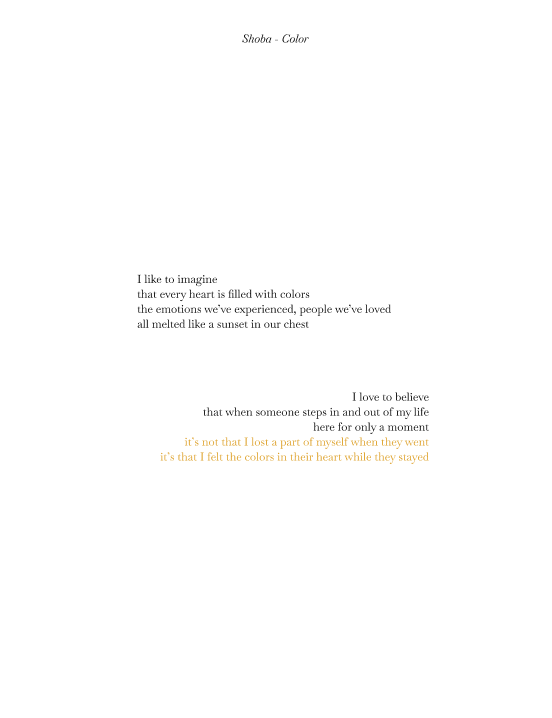 Shoba - Color
I like to imagine
that every heart is filled with colors
the emotions we've experienced, people we've loved
all melted like a sunset in our chest
I love to believe
that when someone steps in and out of my life
here for only a moment
it's not that I lost a part of myself when they went
it's that I felt the colors in their heart while they stayed